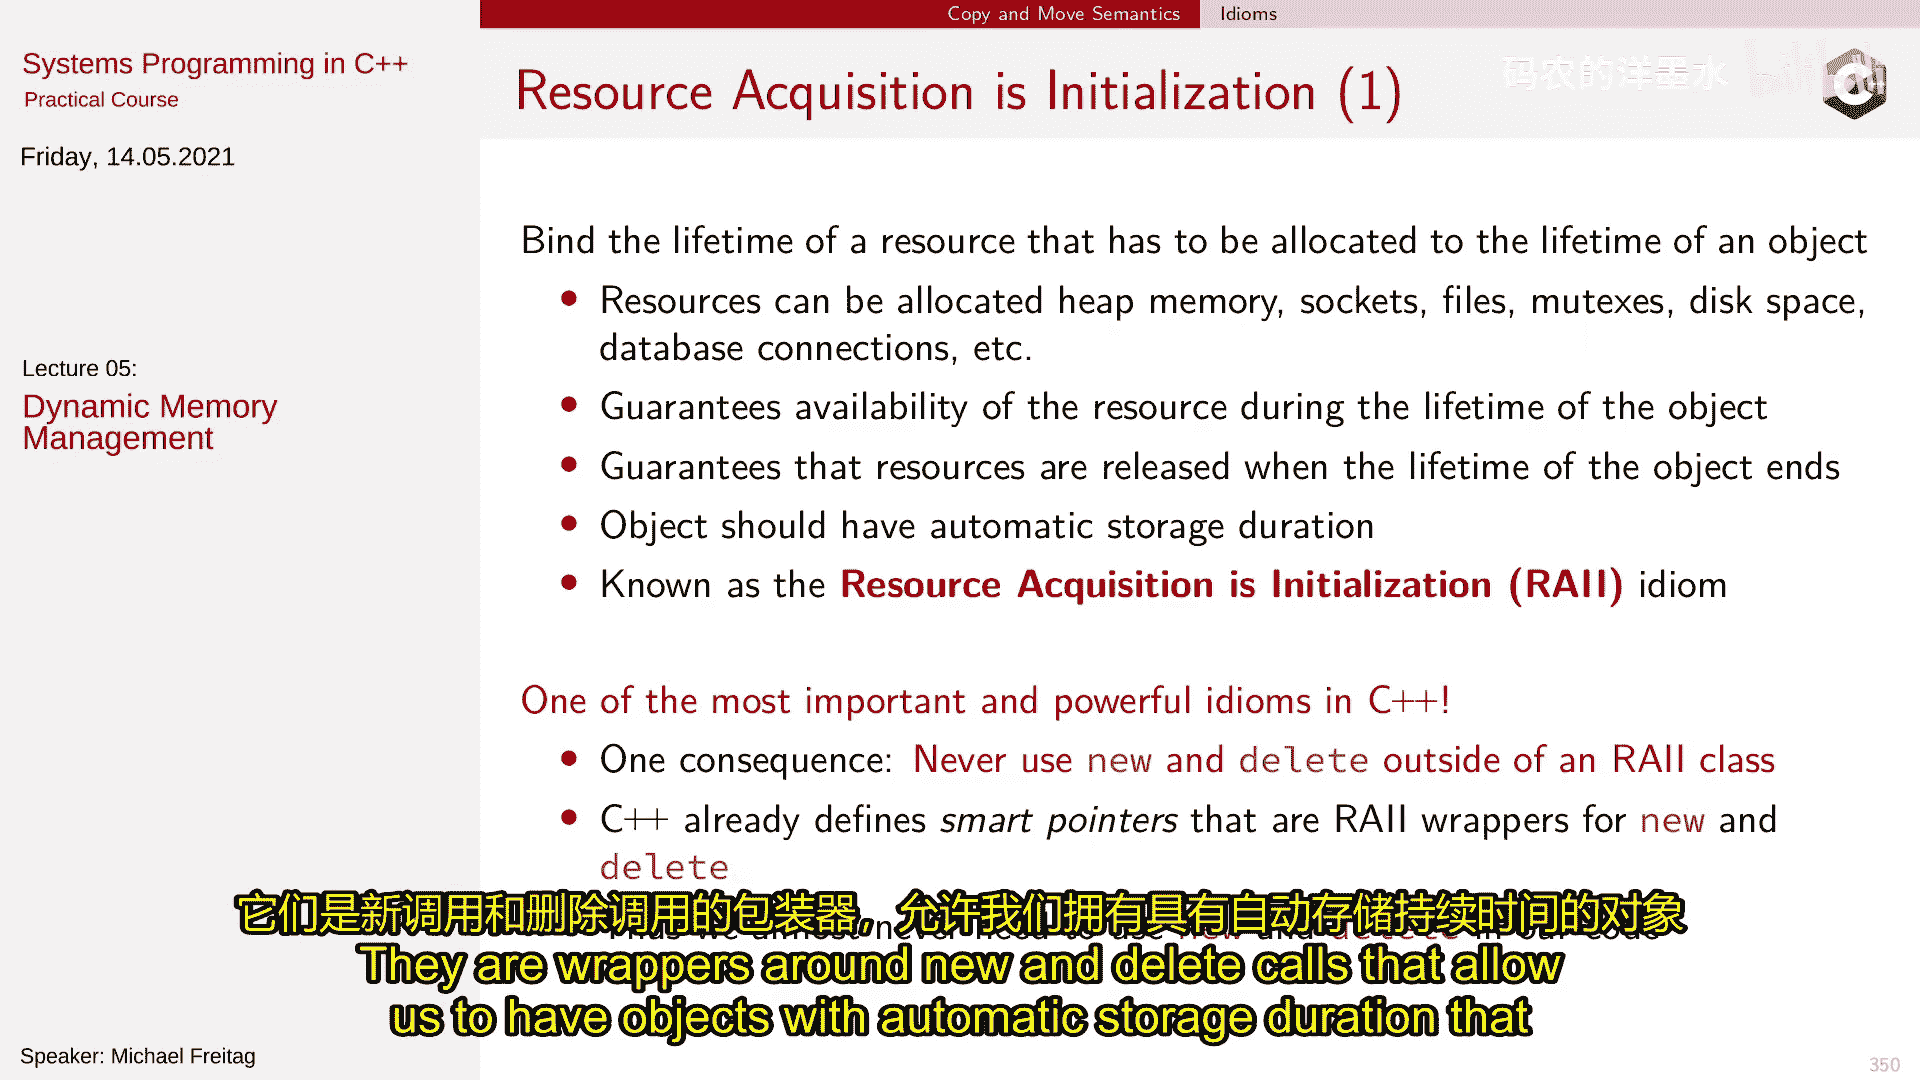 Copy and Move Semantics
Idioms
Systems Programming in C++
Practical Course
Friday, 14.05.2021
Lecture 05:
Dynamic Memory
Management
Speaker: Michael Freitag
Resource Acquisition is Initialization (1)
码农的洋墨水
Bind the lifetime of a resource that has to be allocated to the lifetime of an object
• Resources can be allocated heap memory, sockets, files, mutexes, disk space,
database connections, etc.
• Guarantees availability of the resource during the lifetime of the object
• Guarantees that resources are released when the lifetime of the object ends
• Object should have automatic storage duration
• Known as the Resource Acquisition is Initialization (RAII) idiom
One of the most important and powerful idioms in C++!
• One consequence: Never use new and delete outside of an RAII class
• C++ already defines smart pointers that are RAII wrappers for new and
delete
它们是新调用和删除调用的包装器，允许我们拥有具有自动存储持续时间的对象
They are wrappers around new and delete calls that allow
us to have objects with automatic storage duration that
350